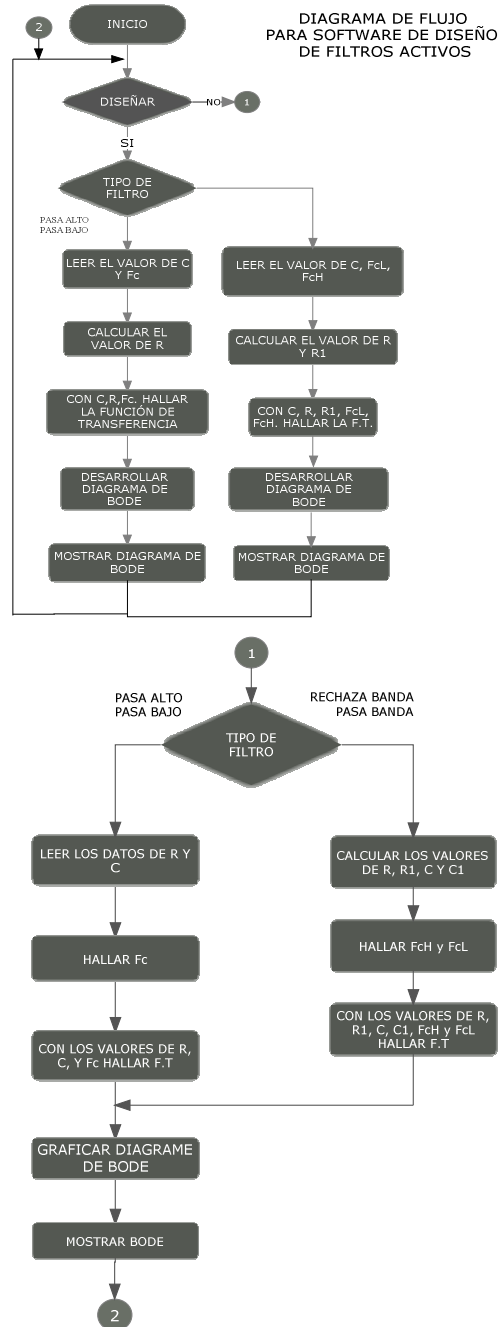 DIAGRAMA DE FLUJO
PARA SOFTWARE DE DISEÑO
DE FILTROS ACTIVOS
2
INICIO
DISEÑAR
NO
1
SI
TIPO DE
FILTRO
PASA ALTO
PASA BAJO
LEER EL VALOR DE C
Y Fc
CALCULAR EL
VALOR DE R
CON C,R,Fc. HALLAR
LA FUNCIÓN DE
TRANSFERENCIA
DESARROLLAR
DIAGRAMA DE
BODE
MOSTRAR DIAGRAMA DE
BODE
LEER EL VALOR DE C, FcL,
FcH
CALCULAR EL VALOR DE R
Y R1
CON C, R, R1, FcL,
FcH. HALLAR LA F.T.
DESARROLLAR
DIAGRAMA DE
BODE
MOSTRAR DIAGRAMA DE
BODE
1
TIPO DE
FILTRO
PASA ALTO
PASA BAJO
RECHAZA BANDA
PASA BANDA
LEER LOS DATOS DE R Y
C
HALLAR Fc
CON LOS VALORES DE R,
C, Y Fc HALLAR F.T
CALCULAR LOS VALORES
DE R, R1, C Y C1
HALLAR FcH y FcL
CON LOS VALORES DE R,
R1, C, C1, FcH y FcL
HALLAR F.T
GRAFICAR DIAGRAME
DE BODE
MOSTRAR BODE
2